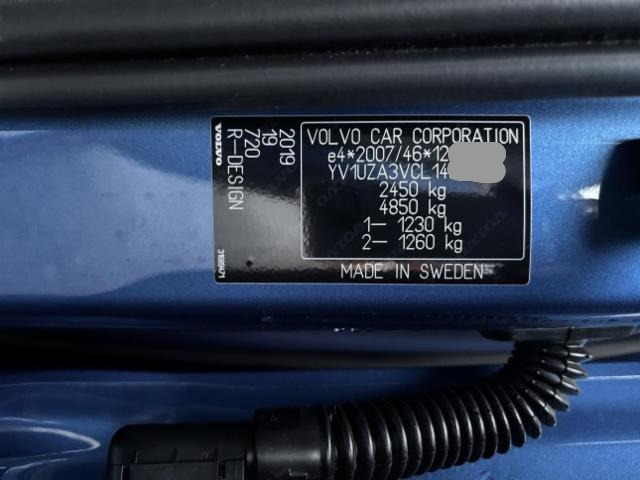 VOLVO CAR CORPORATION
e4*2007/46*12
YV1UZA3VCL14
2450 kg
4850 kg
1– 1230 kg
2– 1260 kg
MADE IN SWEDEN
2019
19
720
R–DESIGN
VOLVO